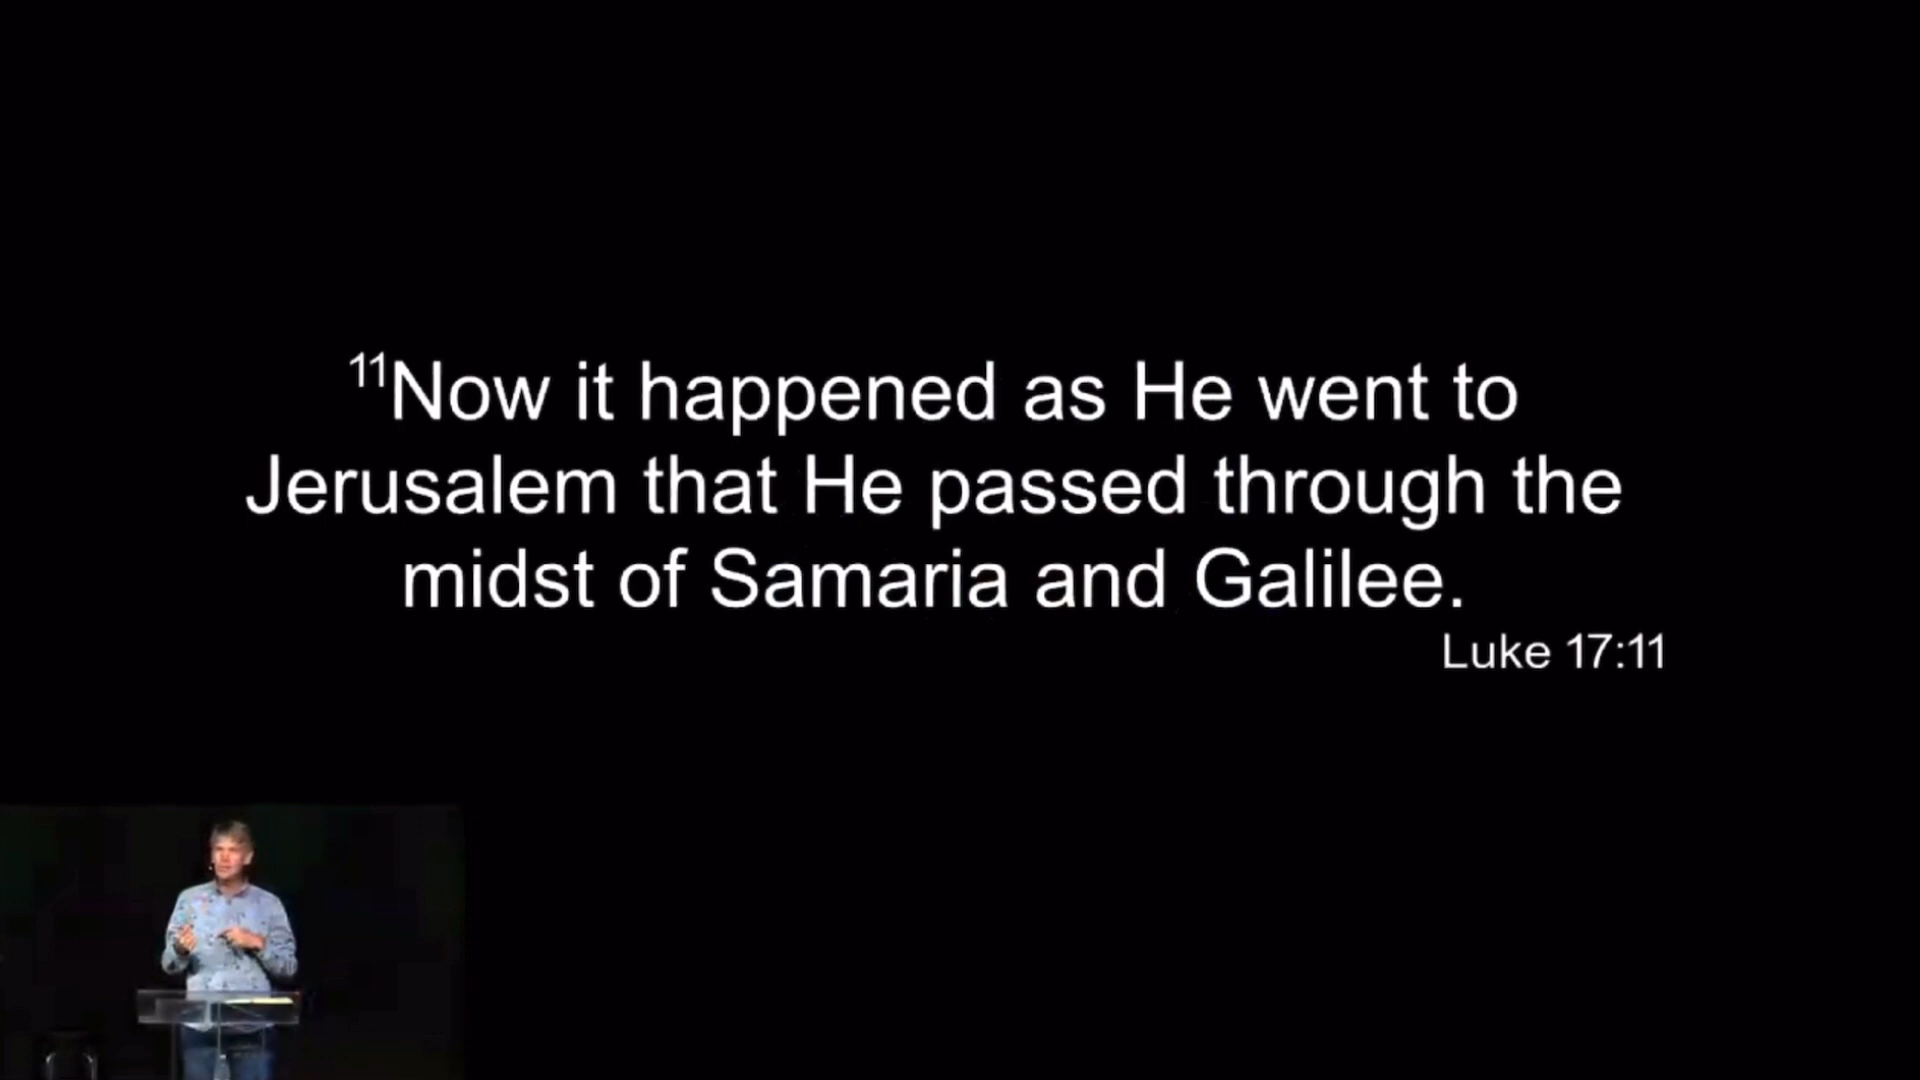 11Now it happened as He went to
Jerusalem that He passed through the
midst of Samaria and Galilee.
Luke 17:11